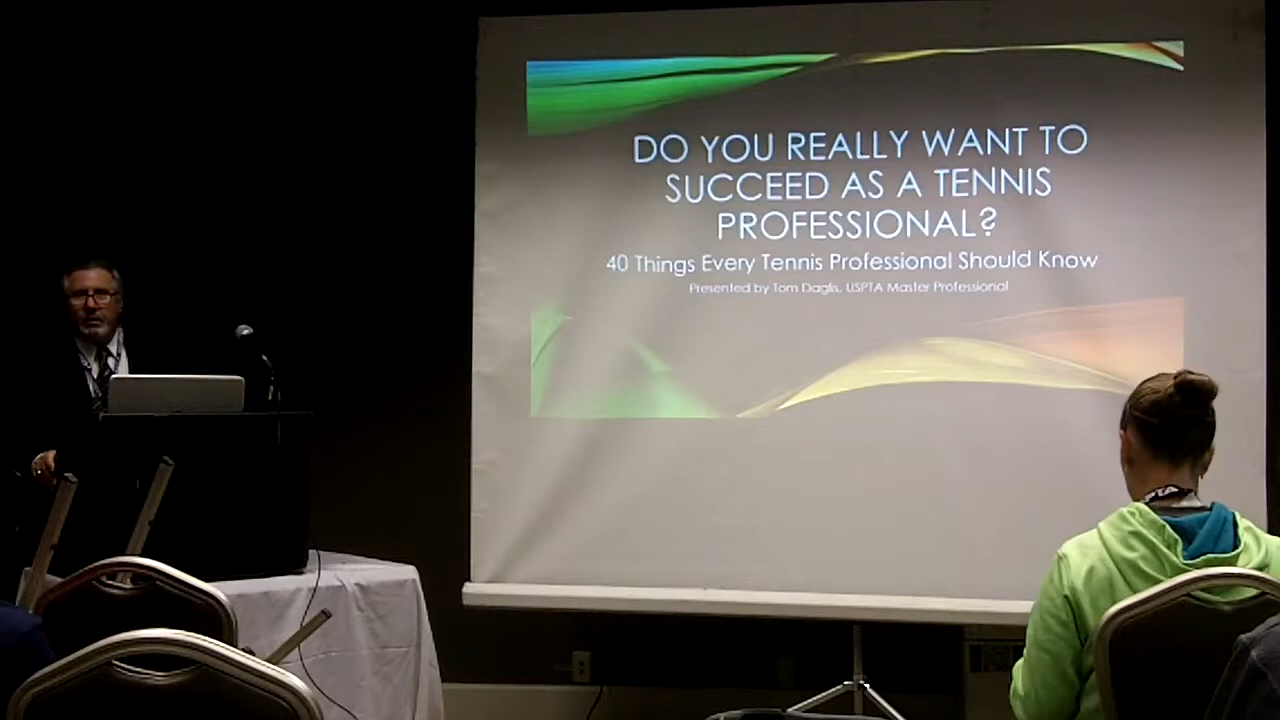 DO YOU REALLY WANT TO
SUCCEED AS A TENNIS
PROFESSIONAL?
40 Things Every Tennis Professional Should Know
Presented by Tom Daglis, USPTA Master Professional
PTA